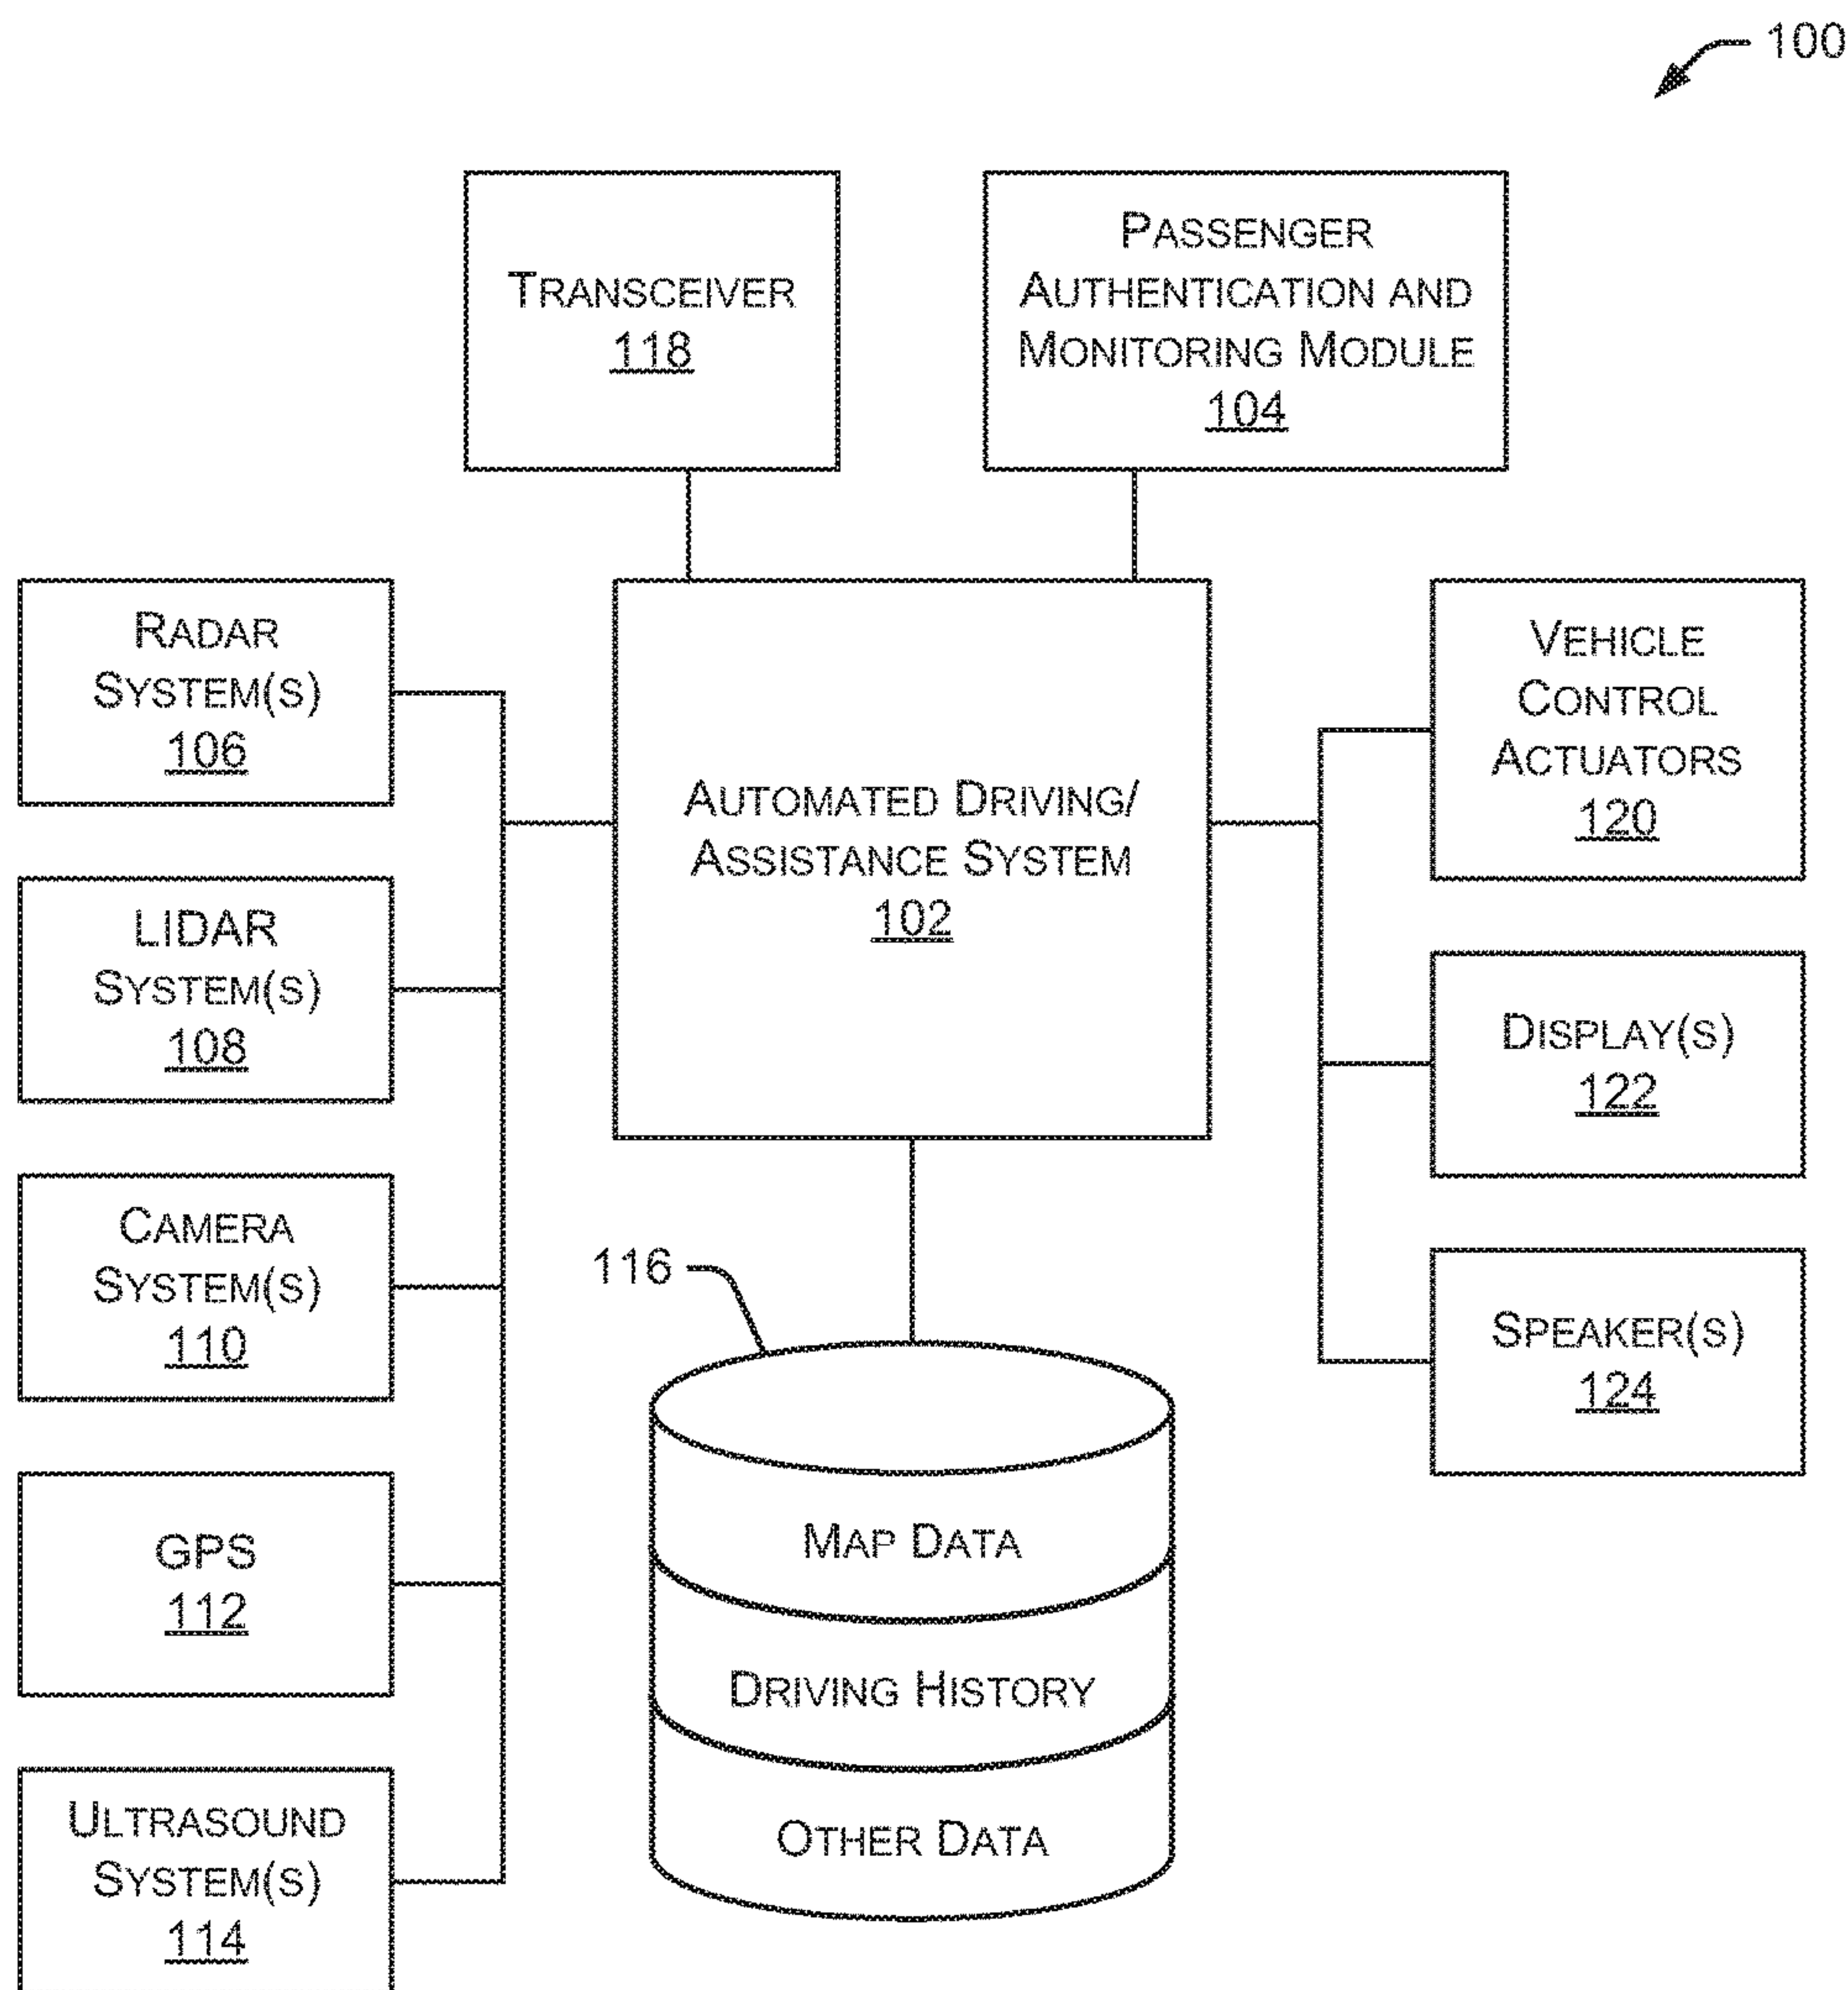 100
TRANSCEIVER
118
PASSENGER
AUTHENTICATION AND
MONITORING MODULE
104
RADAR
SYSTEM(S)
106
LIDAR
SYSTEM(S)
108
CAMERA
SYSTEM(S)
110
GPS
112
ULTRASOUND
SYSTEM(S)
114
AUTOMATED DRIVING/
ASSISTANCE SYSTEM
102
116
MAP DATA
DRIVING HISTORY
OTHER DATA
VEHICLE
CONTROL
ACTUATORS
120
DISPLAY(S)
122
SPEAKER(S)
124